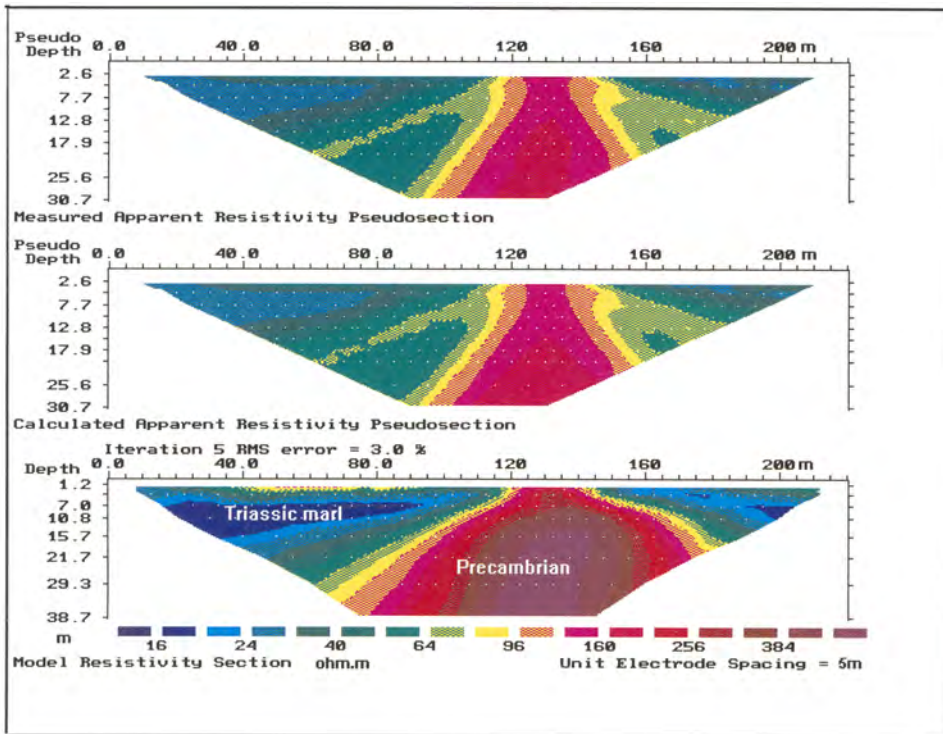 Pseudo
Depth 0.0 40.0 80.0 120 160 200 m
2.6
7.7
12.8
17.9
25.6
30.7
Measured Apparent Resistivity Pseudosection
Pseudo
Depth 0.0 40.0 80.0 120 160 200 m
2.6
7.7
12.8
17.9
25.6
30.7
Calculated Apparent Resistivity Pseudosection
Iteration 5 RMS error = 3.0 %
Depth 0.0 40.0 80.0 120 160 200 m
1.2
7.0
10.8
15.7
21.7
29.3
38.7
Triassic marl
Precambrian
m 16 24 40 64 96 160 256 384
Model Resistivity Section ohm.m Unit Electrode Spacing = 5m